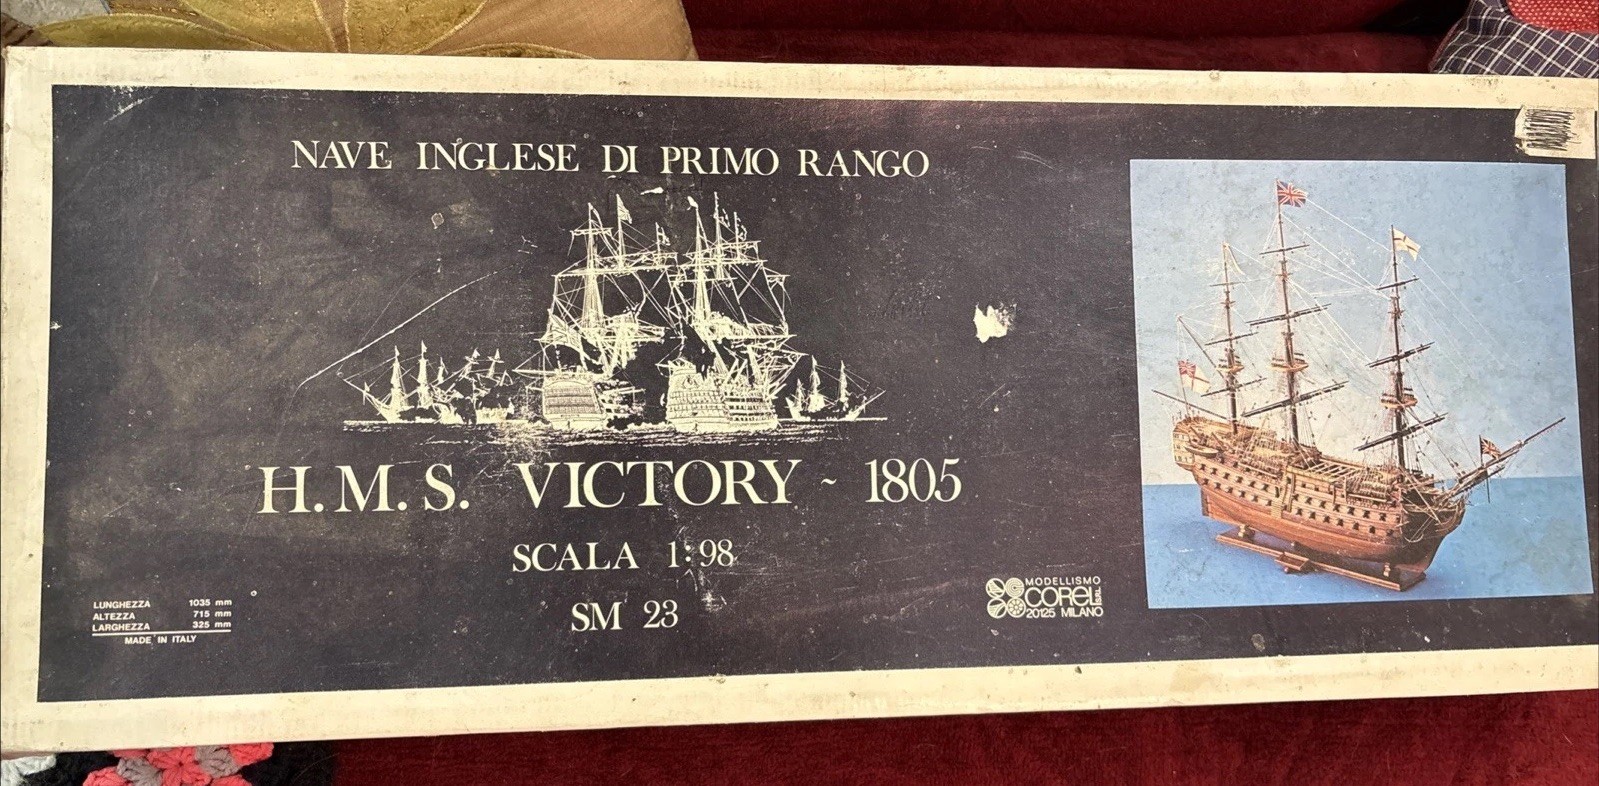 NAVE INGLESE DI PRIMO RANGO
H.M.S. VICTORY ~ 1805
SCALA 1:98
SM 23
LUNGHEZZA 1035 mm
ALTEZZA 715 mm
LARGHEZZA 325 mm
MADE IN ITALY
MODELLISMO
COREL S.R.L.
20125 MILANO